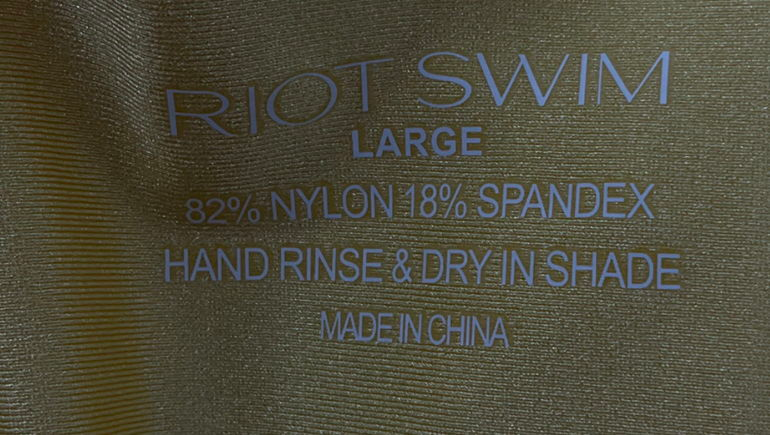 RIOT SWIM
LARGE
82% NYLON 18% SPANDEX
HAND RINSE & DRY IN SHADE
MADE IN CHINA